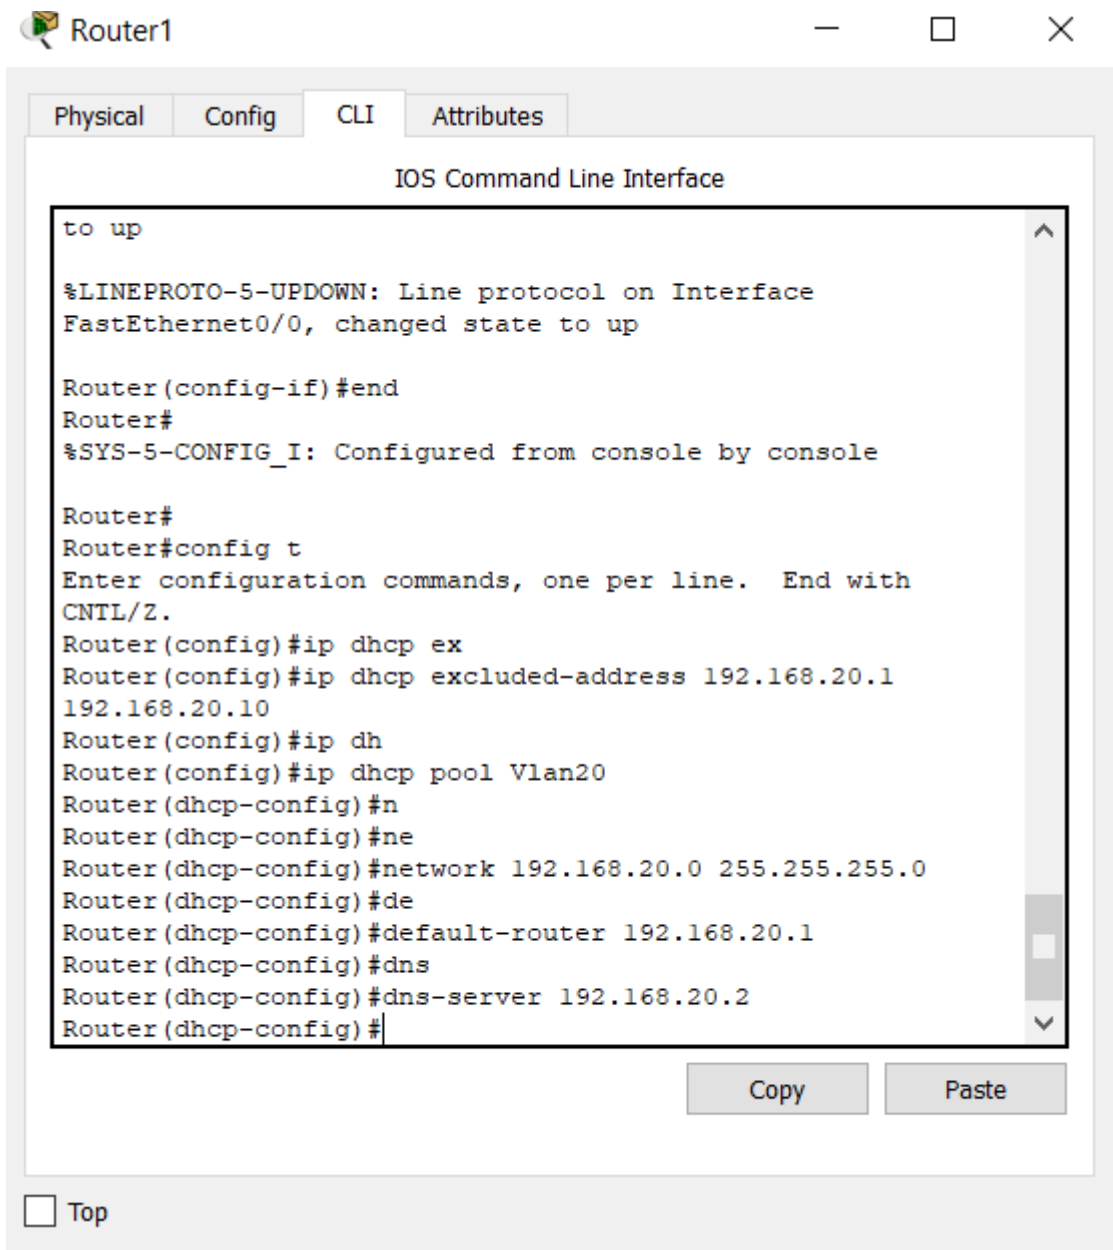 Router1
Physical Config CLI Attributes
IOS Command Line Interface
to up
%LINEPROTO-5-UPDOWN: Line protocol on Interface
FastEthernet0/0, changed state to up
Router(config-if)#end
Router#
%SYS-5-CONFIG_I: Configured from console by console
Router#
Router#config t
Enter configuration commands, one per line.  End with
CNTL/Z.
Router(config)#ip dhcp ex
Router(config)#ip dhcp excluded-address 192.168.20.1
192.168.20.10
Router(config)#ip dh
Router(config)#ip dhcp pool Vlan20
Router(dhcp-config)#n
Router(dhcp-config)#ne
Router(dhcp-config)#network 192.168.20.0 255.255.255.0
Router(dhcp-config)#de
Router(dhcp-config)#default-router 192.168.20.1
Router(dhcp-config)#dns
Router(dhcp-config)#dns-server 192.168.20.2
Router(dhcp-config)#
Copy Paste
Top